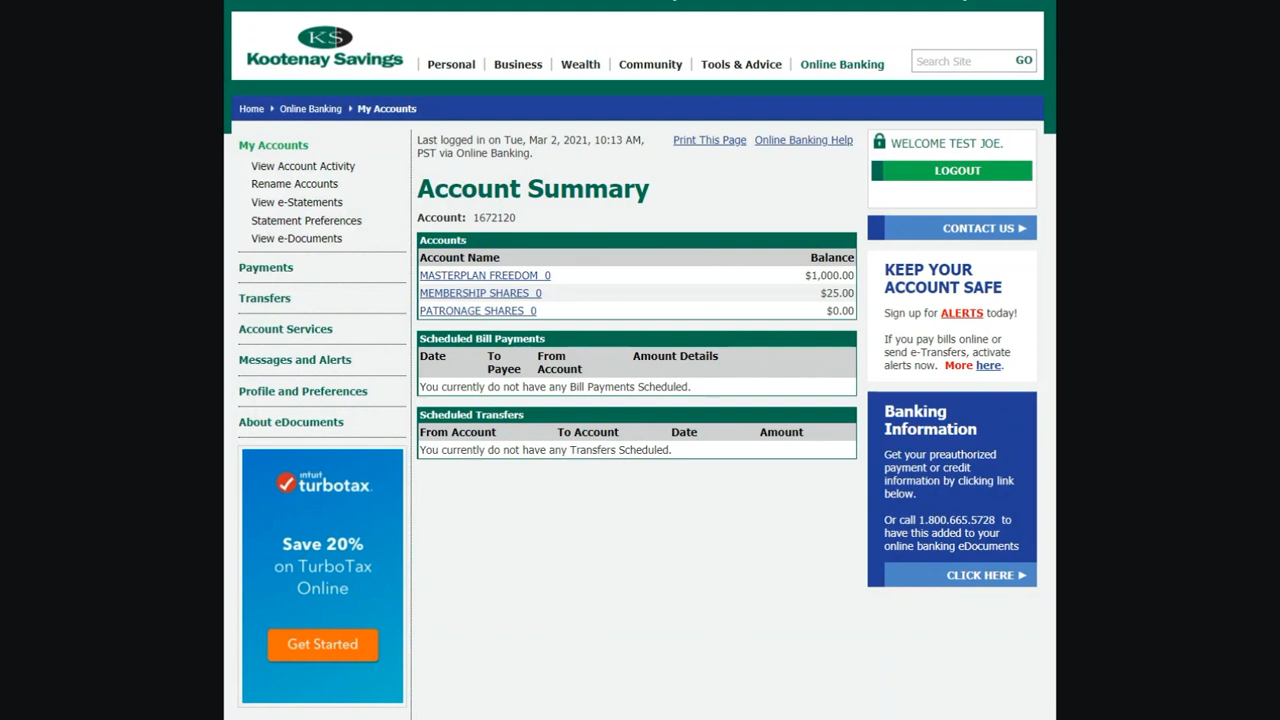 KS
Kootenay Savings
Personal Business Wealth Community Tools & Advice Online Banking
Search Site GO
Home Online Banking My Accounts
My Accounts
View Account Activity
Rename Accounts
View e-Statements
Statement Preferences
View e-Documents
Payments
Transfers
Account Services
Messages and Alerts
Profile and Preferences
About eDocuments
intuit
turbotax.
Save 20%
on TurboTax
Online
Get Started
Last logged in on Tue, Mar 2, 2021, 10:13 AM,
PST via Online Banking.
Print This Page Online Banking Help
Account Summary
Account: 1672120
Accounts
Account Name Balance
MASTERPLAN FREEDOM 0 $1,000.00
MEMBERSHIP SHARES 0 $25.00
PATRONAGE SHARES 0 $0.00
Scheduled Bill Payments
Date To Payee From Account Amount Details
You currently do not have any Bill Payments Scheduled.
Scheduled Transfers
From Account To Account Date Amount
You currently do not have any Transfers Scheduled.
WELCOME TEST JOE.
LOGOUT
CONTACT US
KEEP YOUR
ACCOUNT SAFE
Sign up for ALERTS today!
If you pay bills online or
send e-Transfers, activate
alerts now. More here.
Banking
Information
Get your preauthorized
payment or credit
information by clicking link
below.
Or call 1.800.665.5728 to
have this added to your
online banking eDocuments
CLICK HERE